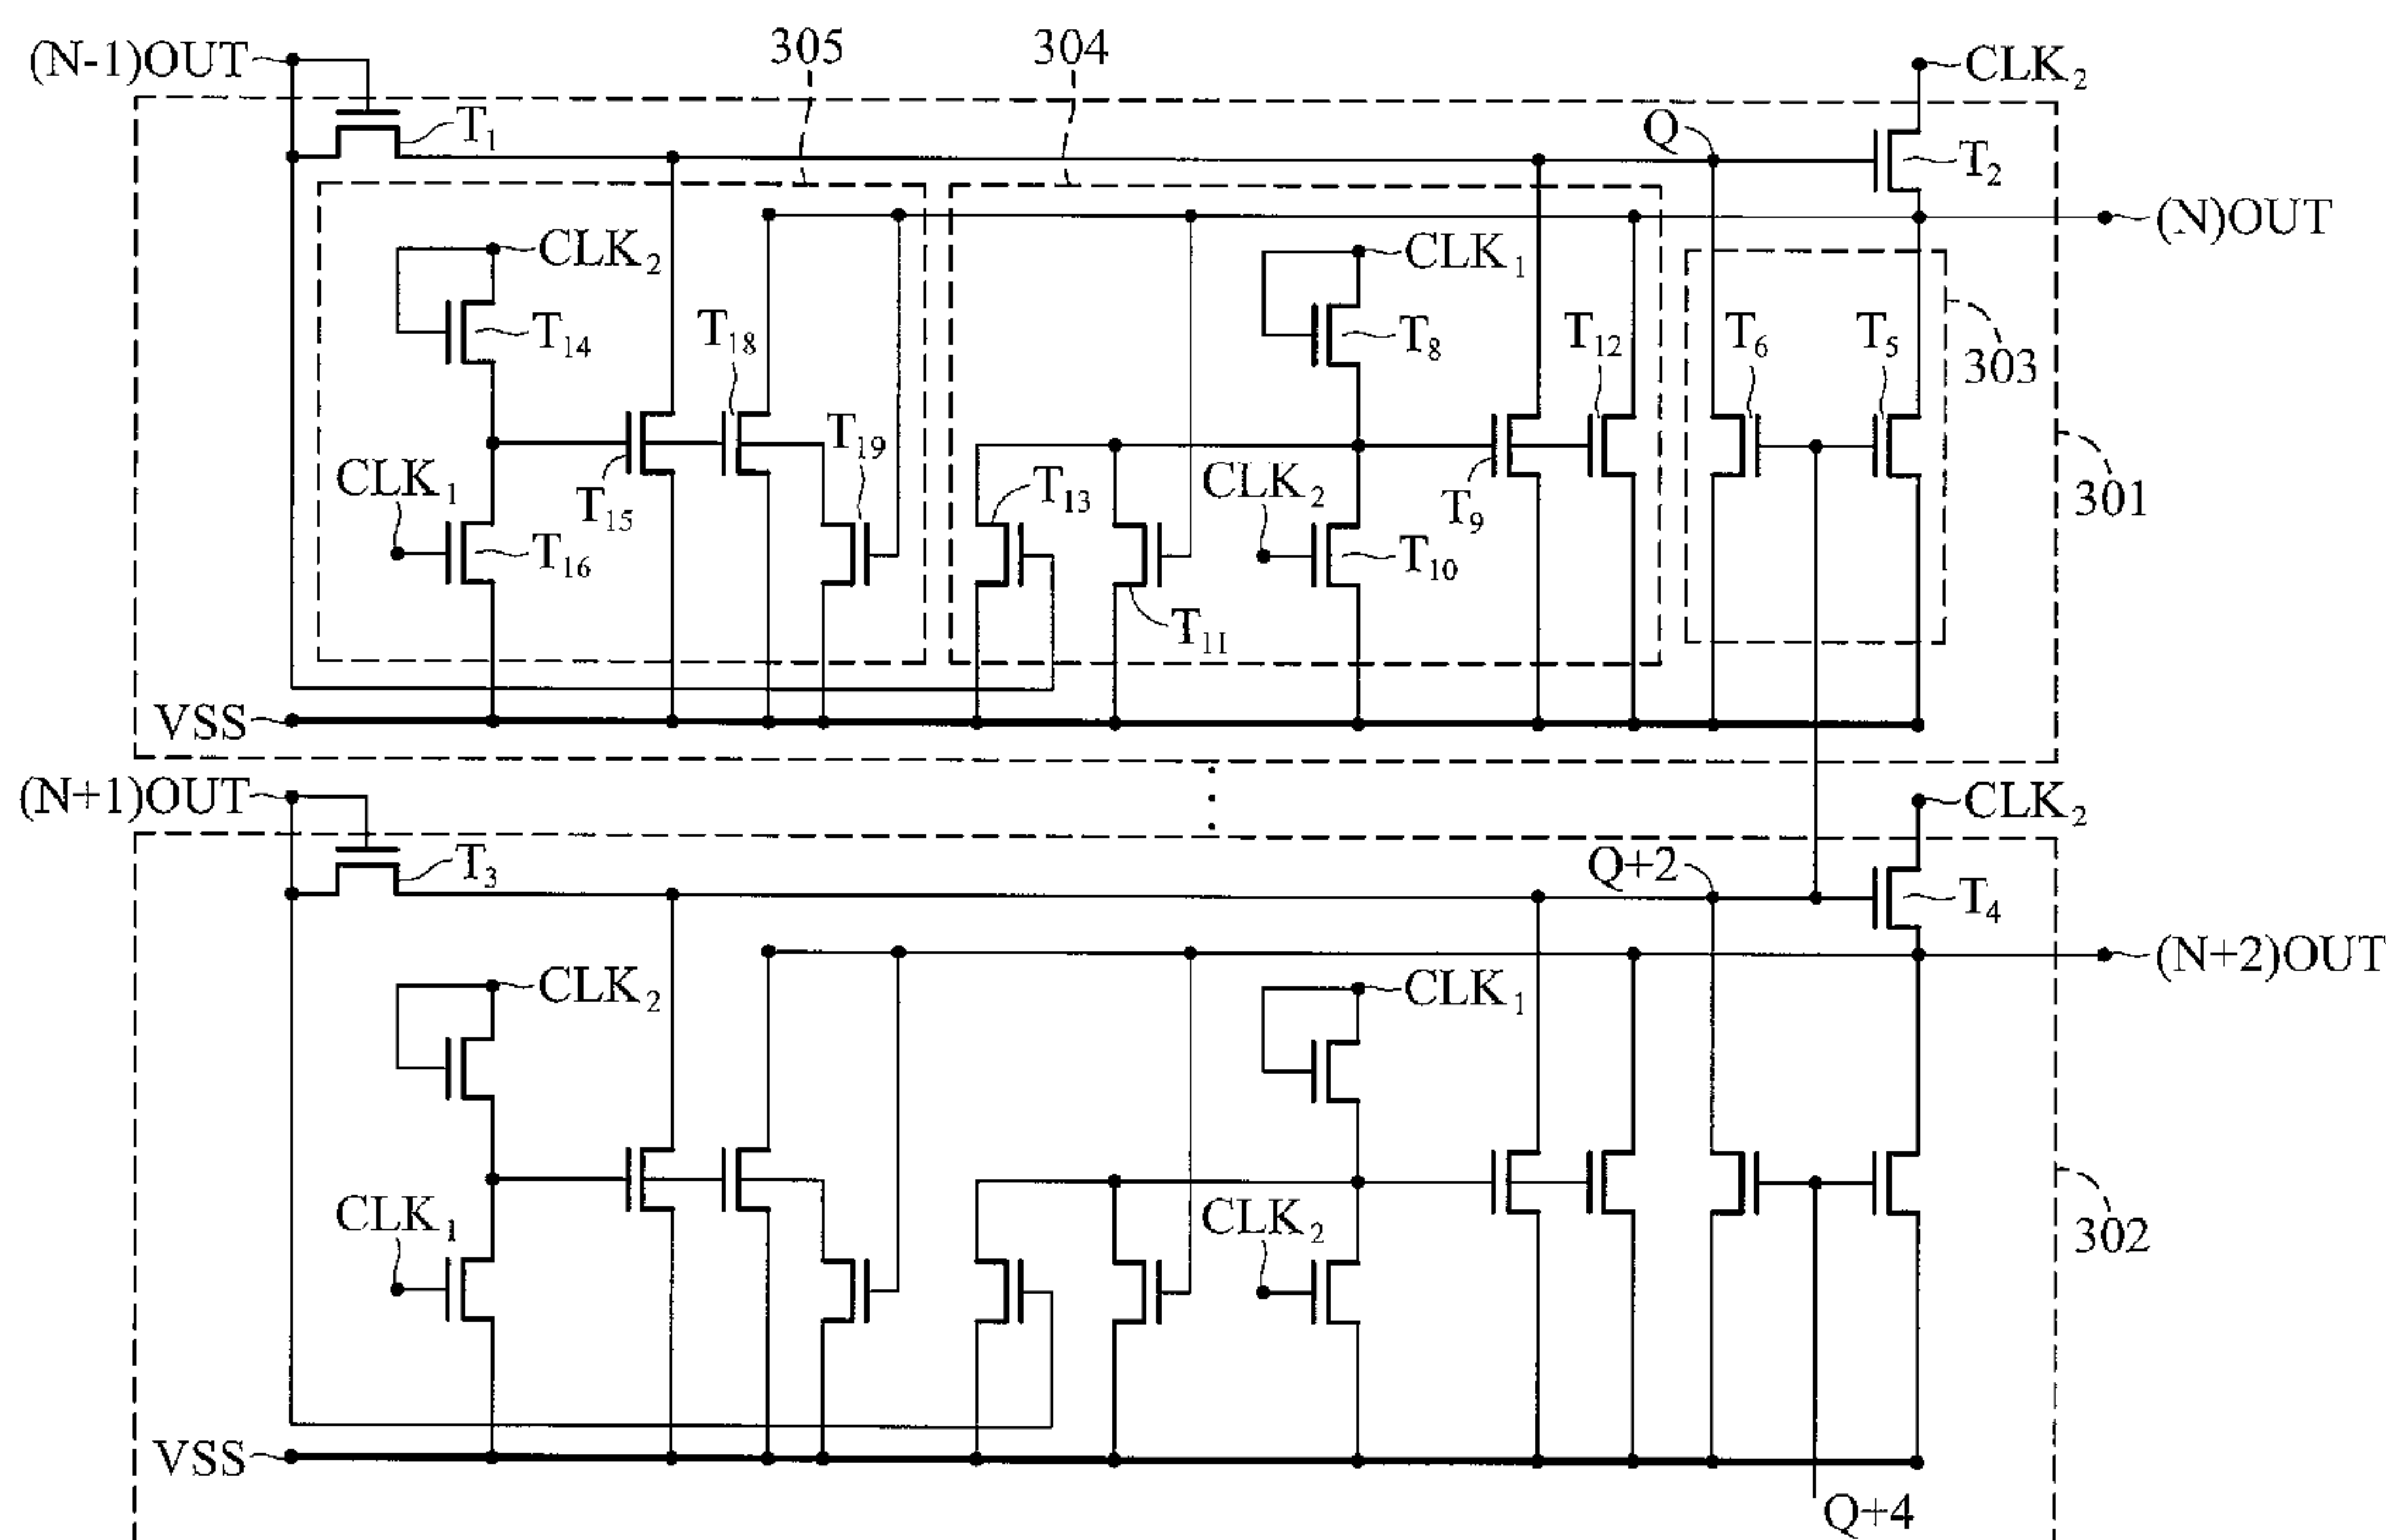 305
304
(N-1)OUT
CLK₂
T₁
Q
T₂
(N)OUT
CLK₂
CLK₁
T₁₄
T₁₈
T₈
T₁₂
T₆
T₅
303
T₁₉
CLK₁
T₁₅
T₁₃
CLK₂
T₉
301
T₁₆
T₁₀
T₁₁
VSS
(N+1)OUT
CLK₂
T₃
Q+2
T₄
(N+2)OUT
CLK₂
CLK₁
CLK₁
CLK₂
302
VSS
Q+4